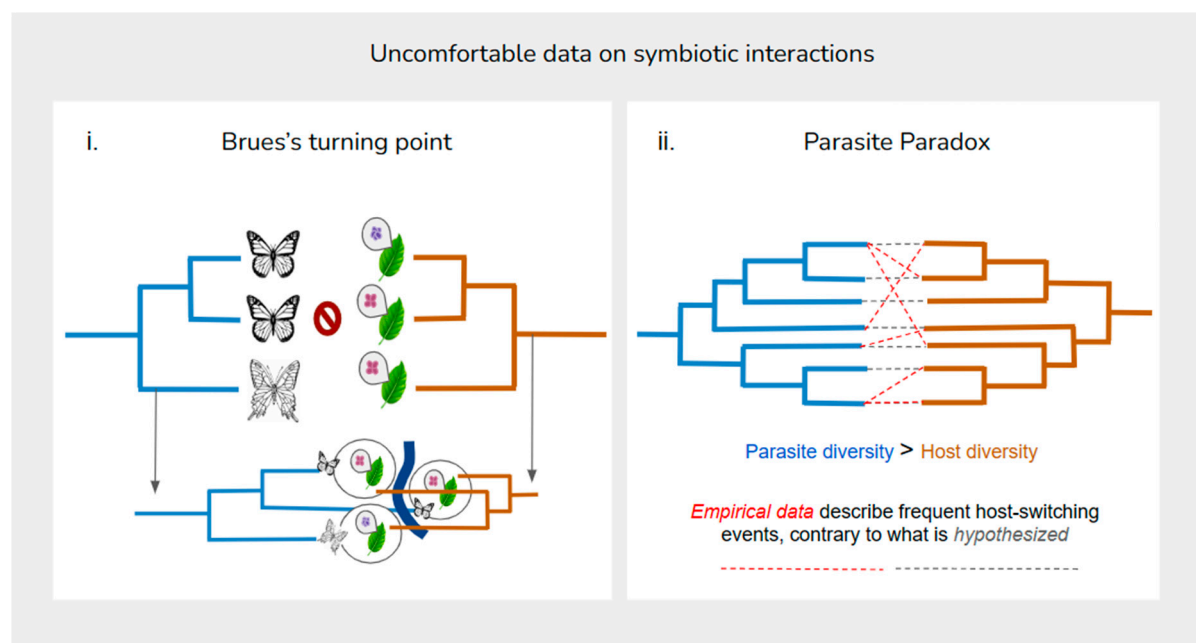 Uncomfortable data on symbiotic interactions
i.
Brues's turning point
ii.
Parasite Paradox
Parasite diversity > Host diversity
Empirical data describe frequent host-switching
events, contrary to what is hypothesized